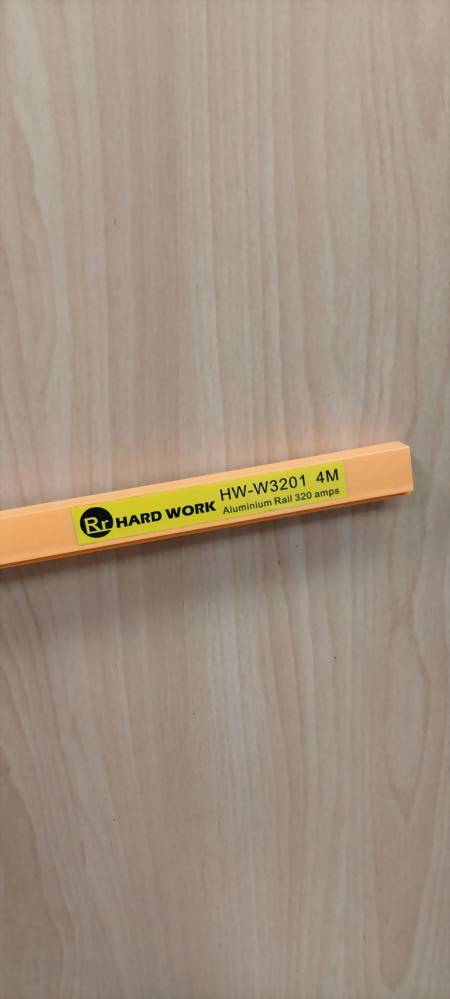 Rr HARD WORK HW-W3201 4M
Aluminium Rail 320 amps